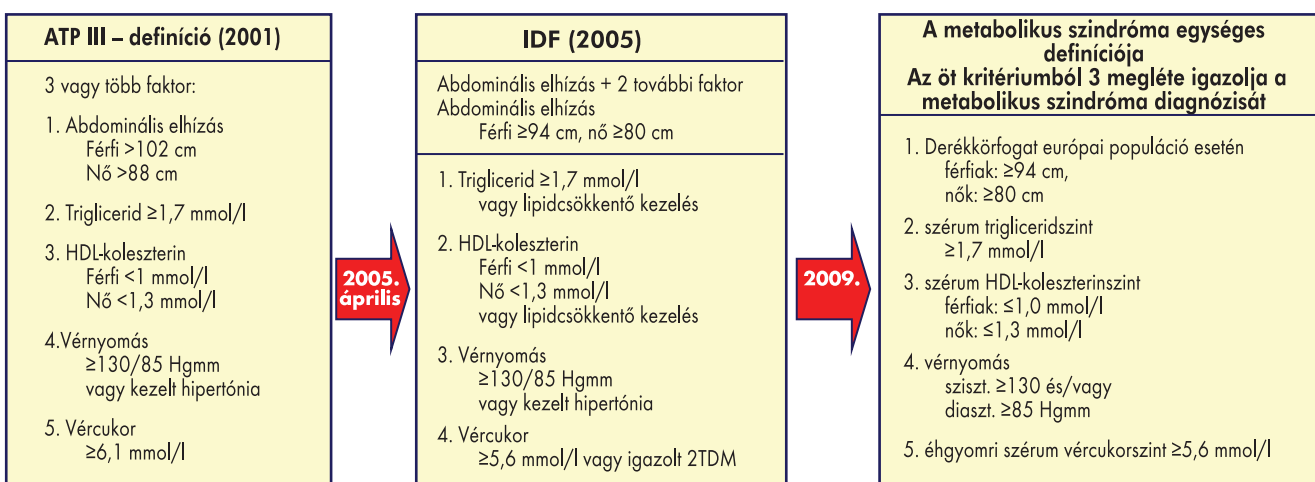 ATP III – definíció (2001)
3 vagy több faktor:
1. Abdominális elhízás
Férfi >102 cm
Nő >88 cm
2. Triglicerid ≥1,7 mmol/l
3. HDL-koleszterin
Férfi <1 mmol/l
Nő <1,3 mmol/l
4.Vérnyomás
≥130/85 Hgmm
vagy kezelt hipertónia
5. Vércukor
≥6,1 mmol/l
2005.
április
IDF (2005)
Abdominális elhízás + 2 további faktor
Abdominális elhízás
Férfi ≥94 cm, nő ≥80 cm
1. Triglicerid ≥1,7 mmol/l
vagy lipidcsökkentő kezelés
2. HDL-koleszterin
Férfi <1 mmol/l
Nő <1,3 mmol/l
vagy lipidcsökkentő kezelés
3. Vérnyomás
≥130/85 Hgmm
vagy kezelt hipertónia
4. Vércukor
≥5,6 mmol/l vagy igazolt 2TDM
2009.
A metabolikus szindróma egységes
definíciója
Az öt kritériumból 3 megléte igazolja a
metabolikus szindróma diagnózisát
1. Derékkörfogat európai populáció esetén
férfiak: ≥94 cm,
nők: ≥80 cm
2. szérum trigliceridszint
≥1,7 mmol/l
3. szérum HDL-koleszterinszint
férfiak: ≤1,0 mmol/l
nők: ≤1,3 mmol/l
4. vérnyomás
sziszt. ≥130 és/vagy
diaszt. ≥85 Hgmm
5. éhgyomri szérum vércukorszint ≥5,6 mmol/l